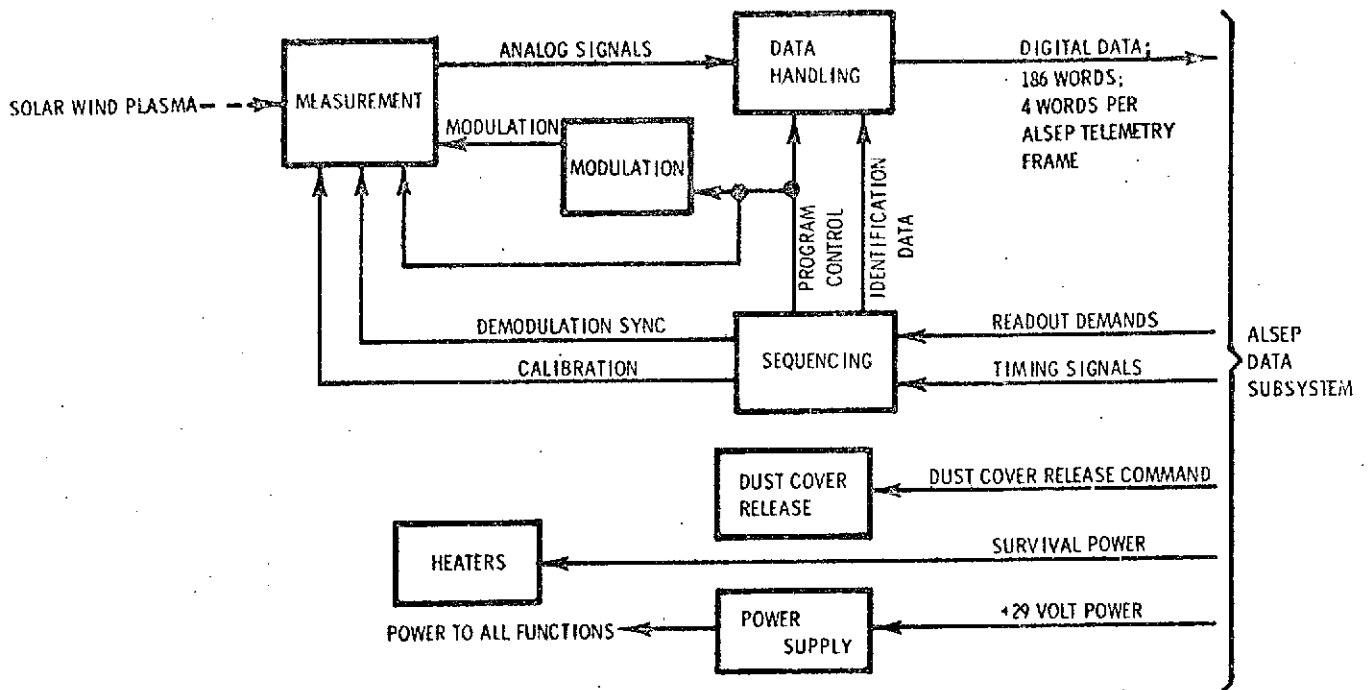 ANALOG SIGNALS
DATA
HANDLING
DIGITAL DATA;
186 WORDS;
4 WORDS PER
ALSEP TELEMETRY
FRAME
SOLAR WIND PLASMA
MEASUREMENT
MODULATION
MODULATION
PROGRAM
CONTROL
IDENTIFICATION
DATA
DEMODULATION SYNC
CALIBRATION
SEQUENCING
READOUT DEMANDS
TIMING SIGNALS
ALSEP
DATA
SUBSYSTEM
DUST COVER
RELEASE
DUST COVER RELEASE COMMAND
HEATERS
SURVIVAL POWER
POWER TO ALL FUNCTIONS
POWER
SUPPLY
+29 VOLT POWER